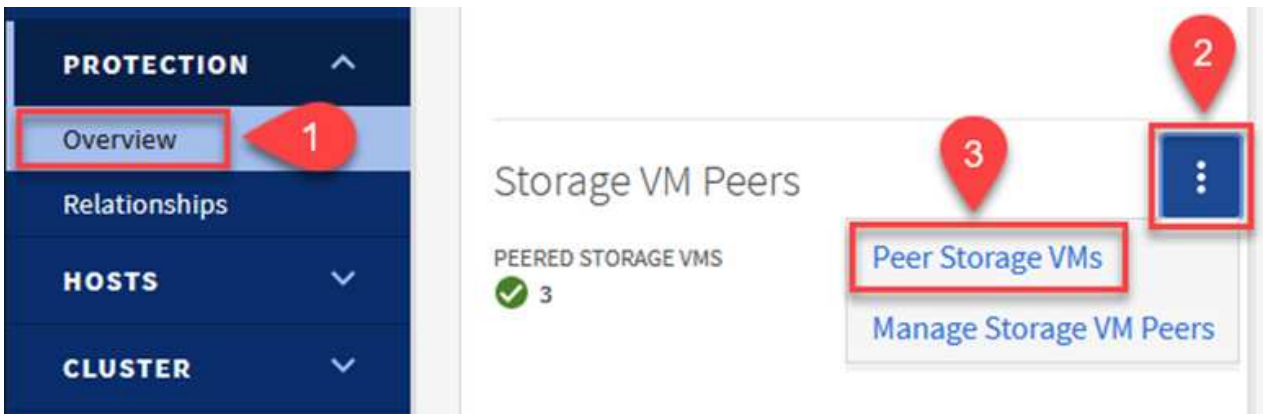 PROTECTION
Overview
1
Relationships
HOSTS
CLUSTER
2
3
Storage VM Peers
PEERED STORAGE VMS
3
Peer Storage VMs
Manage Storage VM Peers